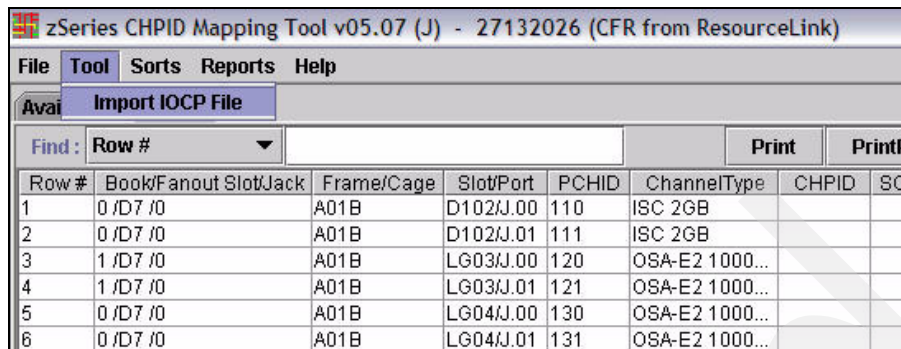 zSeries CHPID Mapping Tool v05.07 (J) - 27132026 (CFR from ResourceLink)
File Tool Sorts Reports Help
Avai Import IOCP File
Find : Row # Print Print
Row # Book/Fanout Slot/Jack Frame/Cage Slot/Port PCHID ChannelType CHPID
1 0 /D7 /0 A01B D102/J.00 110 ISC 2GB
2 0 /D7 /0 A01B D102/J.01 111 ISC 2GB
3 1 /D7 /0 A01B LG03/J.00 120 OSA-E2 1000...
4 1 /D7 /0 A01B LG03/J.01 121 OSA-E2 1000...
5 0 /D7 /0 A01B LG04/J.00 130 OSA-E2 1000...
6 0 /D7 /0 A01B LG04/J.01 131 OSA-E2 1000...